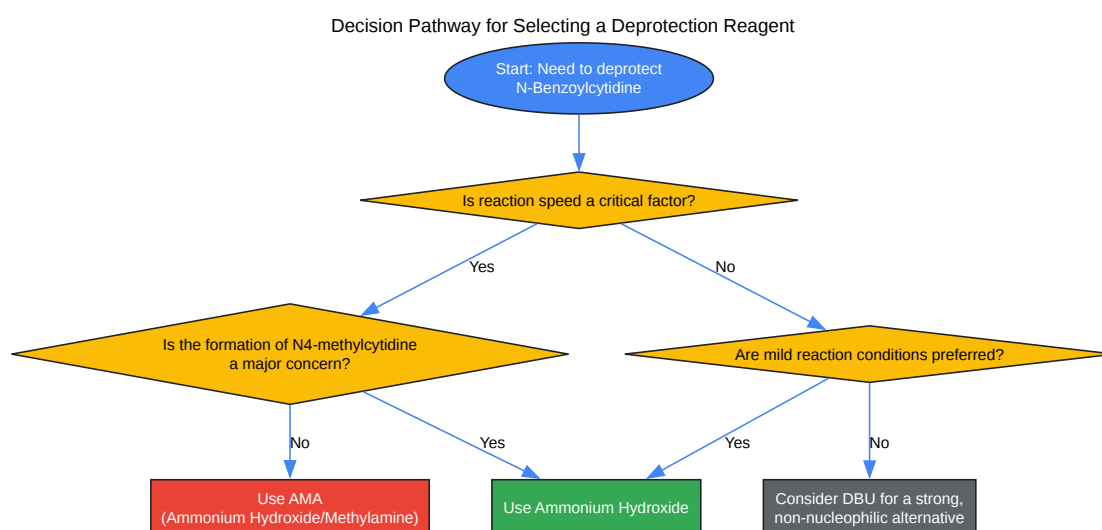 Decision Pathway for Selecting a Deprotection Reagent
Start: Need to deprotect
N-Benzoylcytidine
Is reaction speed a critical factor?
Yes
No
Is the formation of N4-methylcytidine
a major concern?
Are mild reaction conditions preferred?
No
Yes
Yes
No
Use AMA
(Ammonium Hydroxide/Methylamine)
Use Ammonium Hydroxide
Consider DBU for a strong,
non-nucleophilic alternative